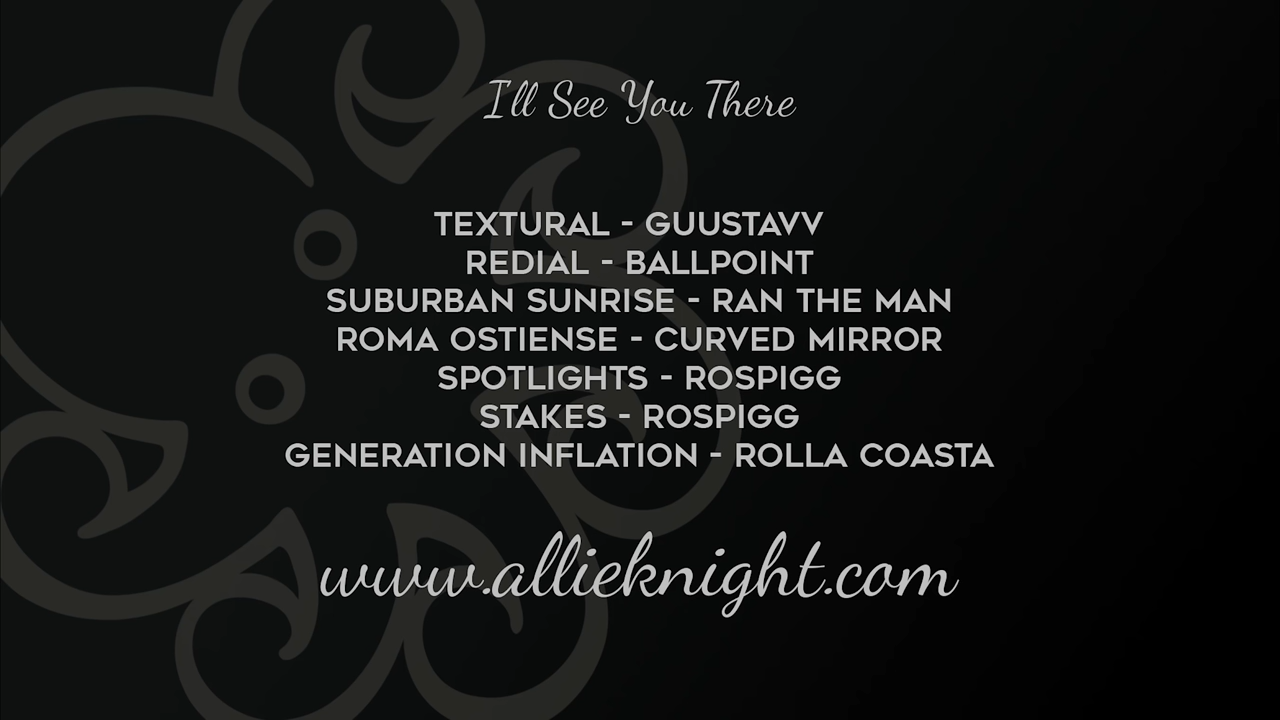 I'll See You There
TEXTURAL - GUUSTAVV
REDIAL - BALLPOINT
SUBURBAN SUNRISE - RAN THE MAN
ROMA OSTIENSE - CURVED MIRROR
SPOTLIGHTS - ROSPIGG
STAKES - ROSPIGG
GENERATION INFLATION - ROLLA COASTA
www.allieknight.com